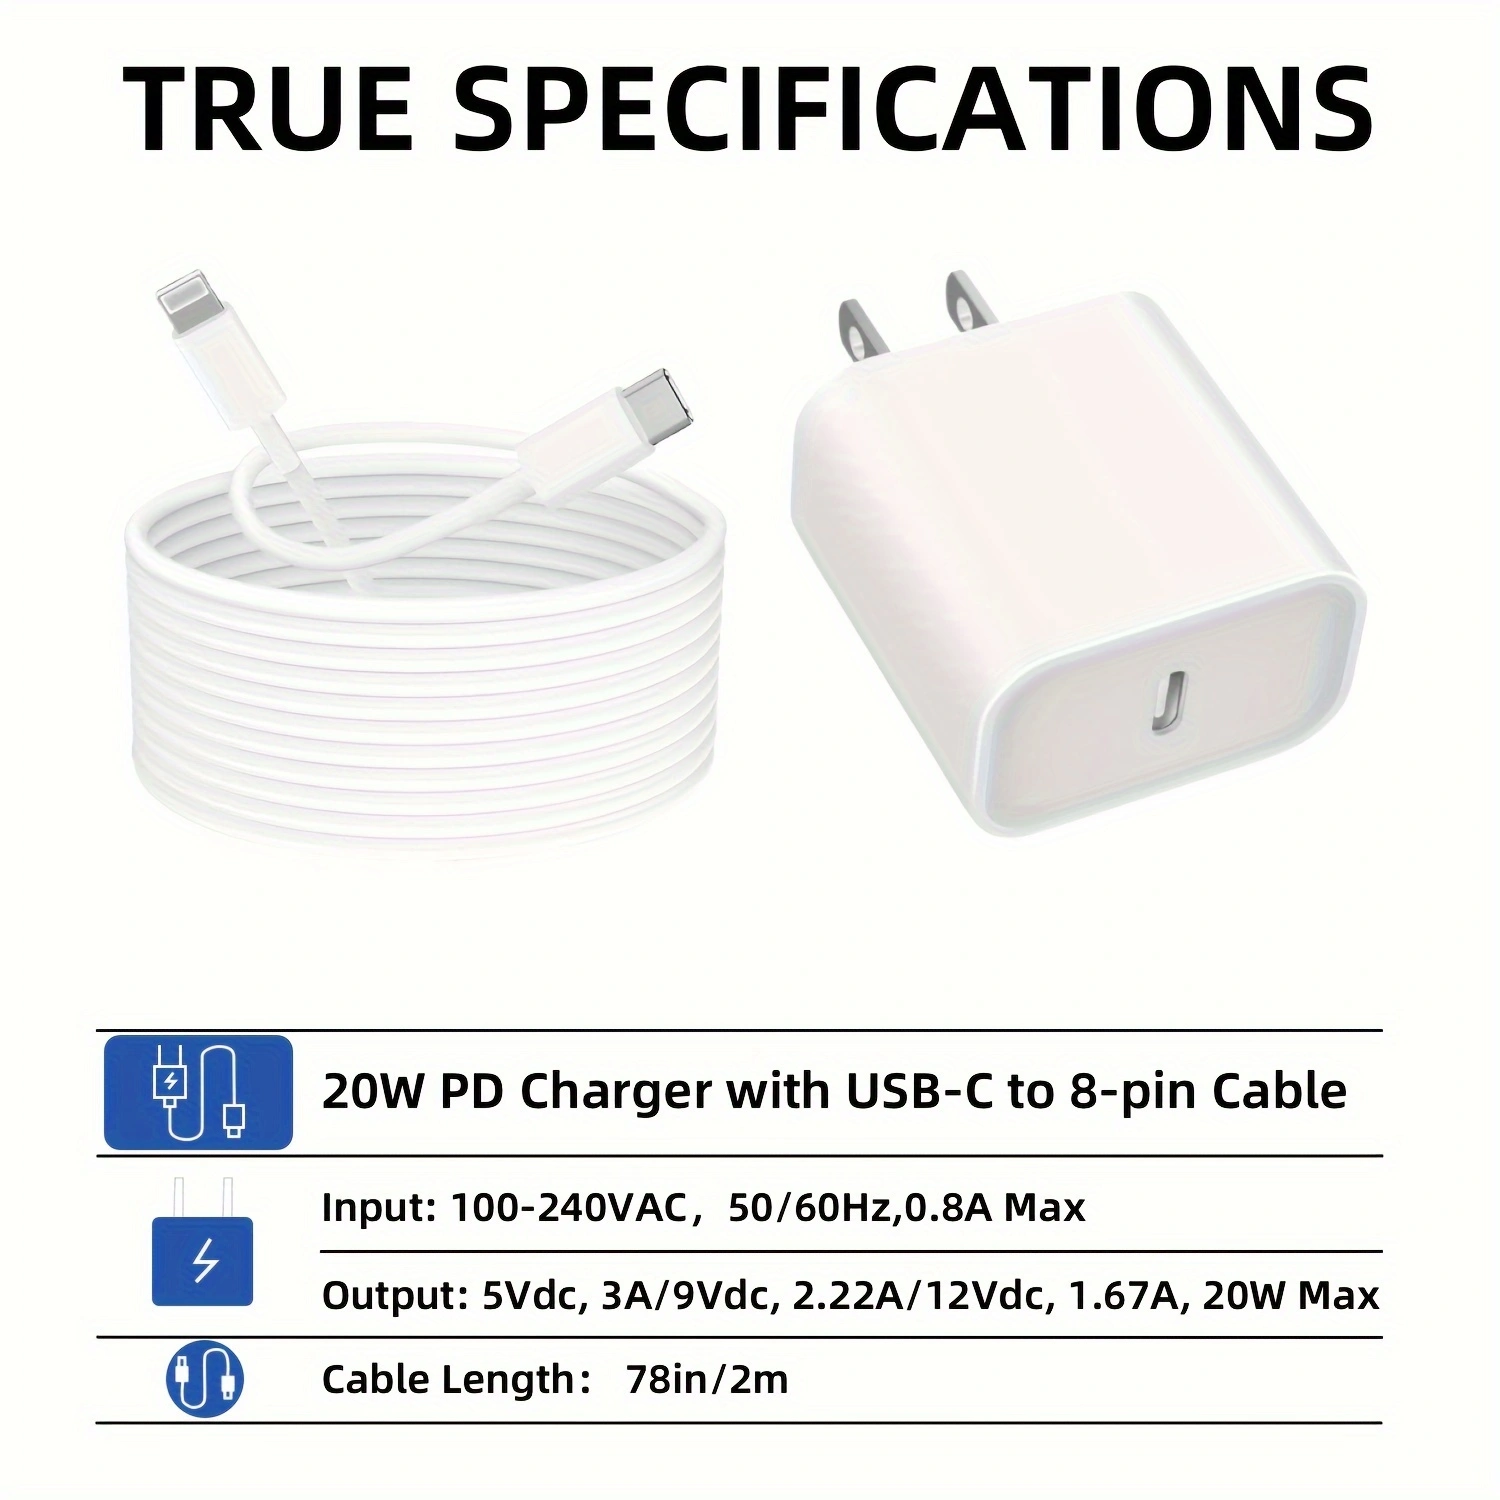 TRUE SPECIFICATIONS
20W PD Charger with USB-C to 8-pin Cable
Input: 100-240VAC，50/60Hz,0.8A Max
Output: 5Vdc, 3A/9Vdc, 2.22A/12Vdc, 1.67A, 20W Max
Cable Length： 78in/2m